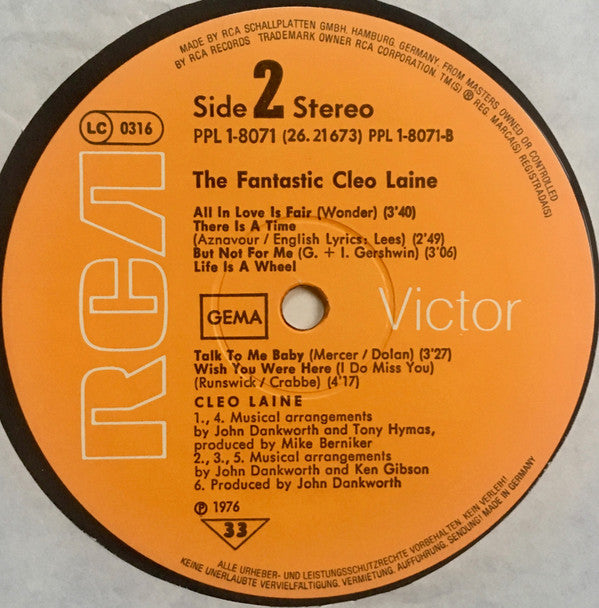 MADE BY RCA SCHALLPLATTEN GMBH, HAMBURG, GERMANY, FROM MASTERS OWNED OR CONTROLLED
BY RCA RECORDS TRADEMARK OWNER RCA CORPORATION. TM(S) ® REG. MARCA(S) REGISTRADA(S)
LC 0316
Side 2 Stereo
PPL 1-8071 (26.21673) PPL 1-8071-B
The Fantastic Cleo Laine
All In Love Is Fair (Wonder) (3'40)
There Is A Time
(Aznavour / English Lyrics: Lees) (2'49)
But Not For Me (G. + I. Gershwin) (3'06)
Life Is A Wheel
RCA
GEMA
Victor
Talk To Me Baby (Mercer / Dolan) (3'27)
Wish You Were Here (I Do Miss You)
(Runswick / Crabbe) (4'17)
CLEO LAINE
1., 4. Musical arrangements
by John Dankworth and Tony Hymas,
produced by Mike Berniker
2., 3., 5. Musical arrangements
by John Dankworth and Ken Gibson
6. Produced by John Dankworth
℗ 1976
33
ALLE URHEBER- UND LEISTUNGSSCHUTZRECHTE VORBEHALTEN. KEIN VERLEIH!
KEINE UNERLAUBTE VERVIELFÄLTIGUNG, VERMIETUNG, AUFFÜHRUNG, SENDUNG! MADE IN GERMANY